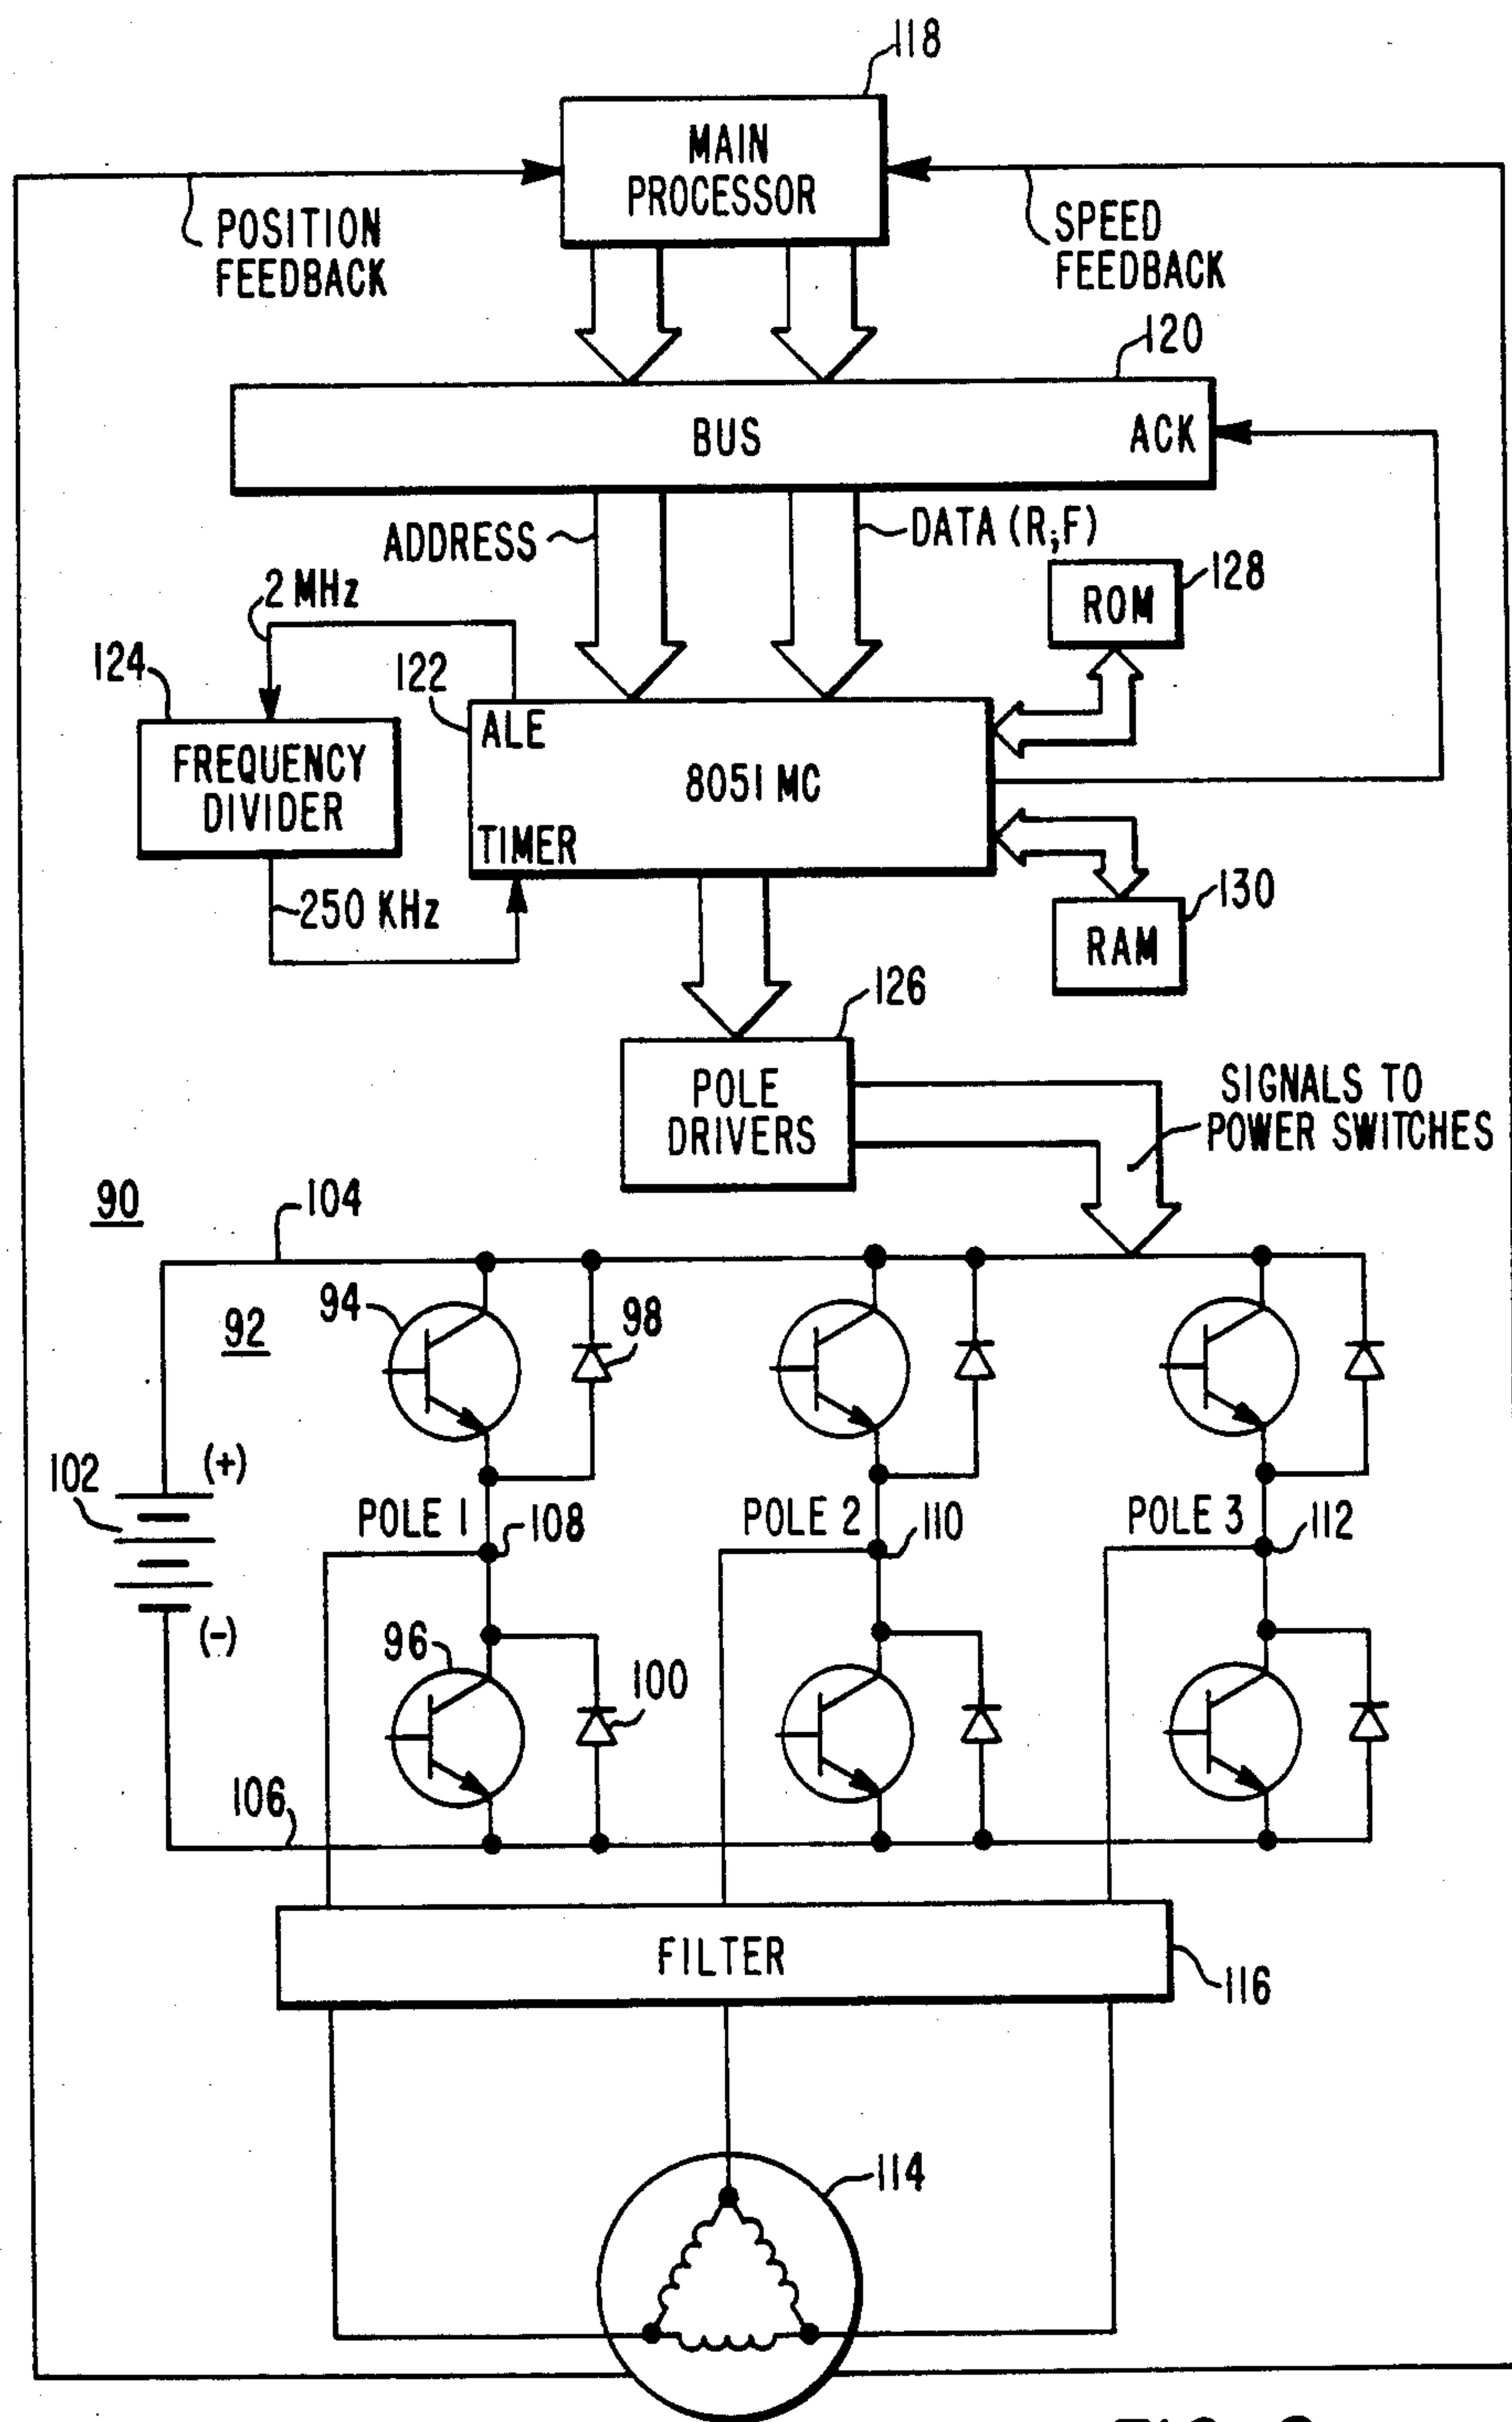 118
MAIN
PROCESSOR
POSITION
FEEDBACK
SPEED
FEEDBACK
120
BUS
ACK
ADDRESS
DATA (R,F)
2 MHz
ROM
128
124
122
ALE
FREQUENCY
DIVIDER
8051 MC
TIMER
250 KHz
130
RAM
126
POLE
DRIVERS
SIGNALS TO
POWER SWITCHES
90
104
94
92
98
102
(+)
POLE 1
108
POLE 2
110
POLE 3
112
(-)
96
100
106
FILTER
116
114